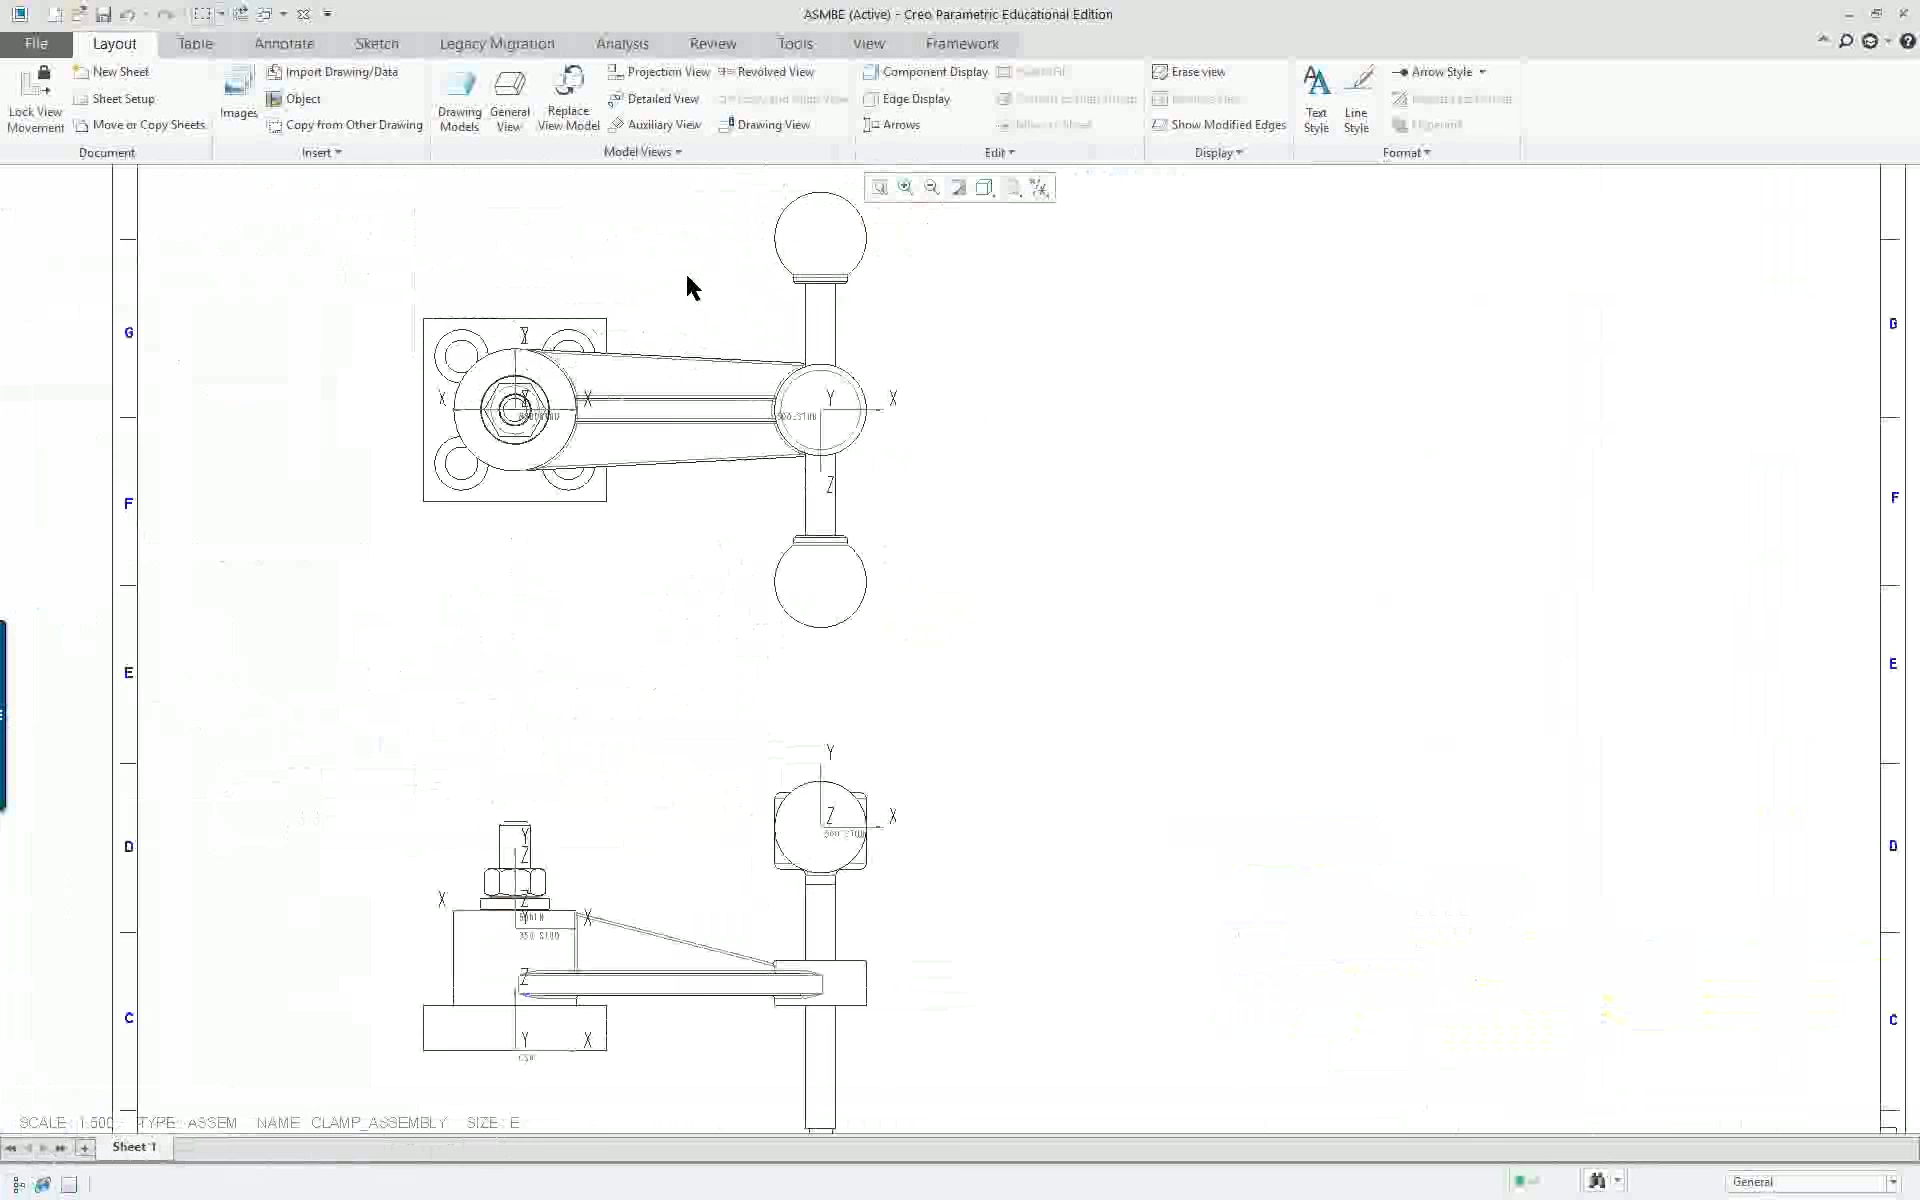 ASMBE (Active) - Creo Parametric Educational Edition
File Layout Table Annotate Sketch Legacy Migration Analysis Review Tools View Framework
Lock View Movement
New Sheet
Sheet Setup
Move or Copy Sheets
Document
Images
Import Drawing/Data
Object
Copy from Other Drawing
Insert
Drawing Models
General View
Replace View Model
Projection View
Detailed View
Auxiliary View
Revolved View
Drawing View
Model Views
Component Display
Edge Display
Arrows
Edit
Erase view
Show Modified Edges
Display
Text Style
Line Style
Arrow Style
Format
G
F
E
D
C
F
E
D
C
X
Z
X
Y
X
Z
Y
Z
X
Y
Z
X
Z
X
Z
Y
X
SCALE : 1.500 TYPE : ASSEM NAME : CLAMP_ASSEMBLY SIZE : E
Sheet 1
General